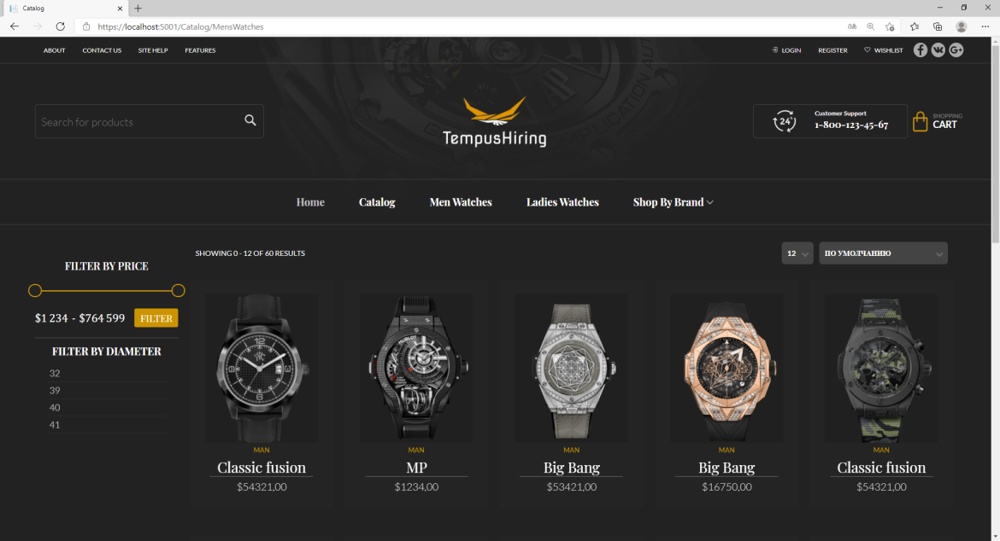 Catalog
https://localhost:5001/Catalog/MensWatches
ABOUT CONTACT US SITE HELP FEATURES LOGIN REGISTER WISHLIST
Search for products
TempusHiring
24
Customer Support
1-800-123-45-67
SHOPPING
CART
Home Catalog Men Watches Ladies Watches Shop By Brand
SHOWING 0 - 12 OF 60 RESULTS
12 ПО УМОЛЧАНИЮ
FILTER BY PRICE
$1 234 - $764 599 FILTER
FILTER BY DIAMETER
32
39
40
41
MAN MAN MAN MAN MAN
Classic fusion MP Big Bang Big Bang Classic fusion
$54321,00 $1234,00 $53421,00 $16750,00 $54321,00